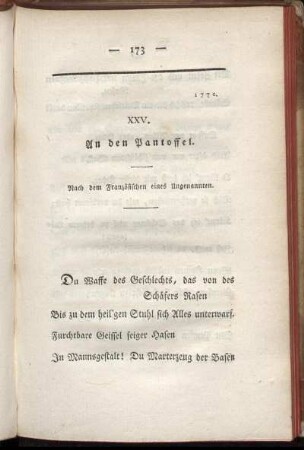 — 173 —
1772.
XXV.
An den Pantoffel.
Nach dem Französischen eines Ungenannten.
Du Waffe des Geschlechts, das von des
Schäfers Rasen
Bis zu dem heil'gen Stuhl sich Alles unterwarf.
Furchtbare Geissel feiger Hasen
In Mannsgestalt! Du Marterzeug der Basen